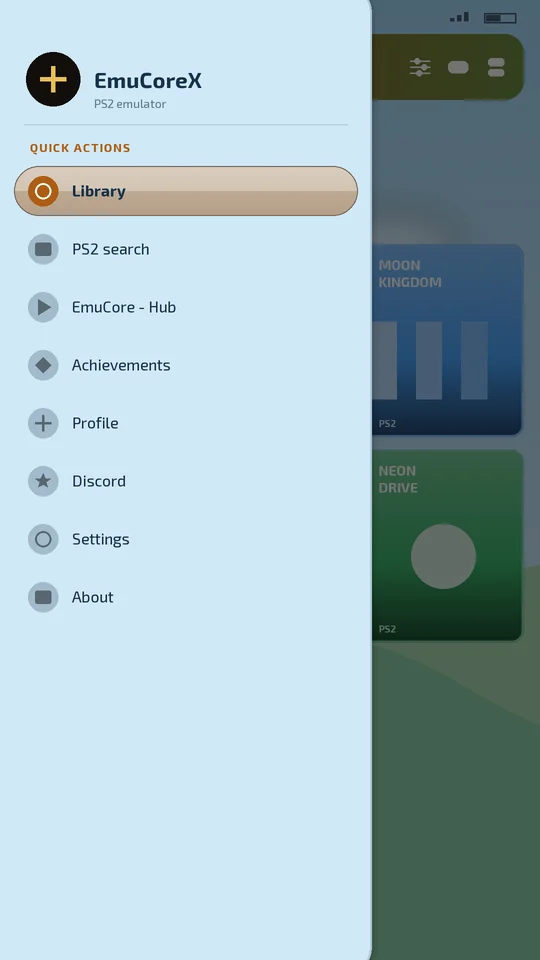 EmuCoreX
PS2 emulator
QUICK ACTIONS
Library
PS2 search
EmuCore - Hub
Achievements
Profile
Discord
Settings
About
MOON
KINGDOM
PS2
NEON
DRIVE
PS2